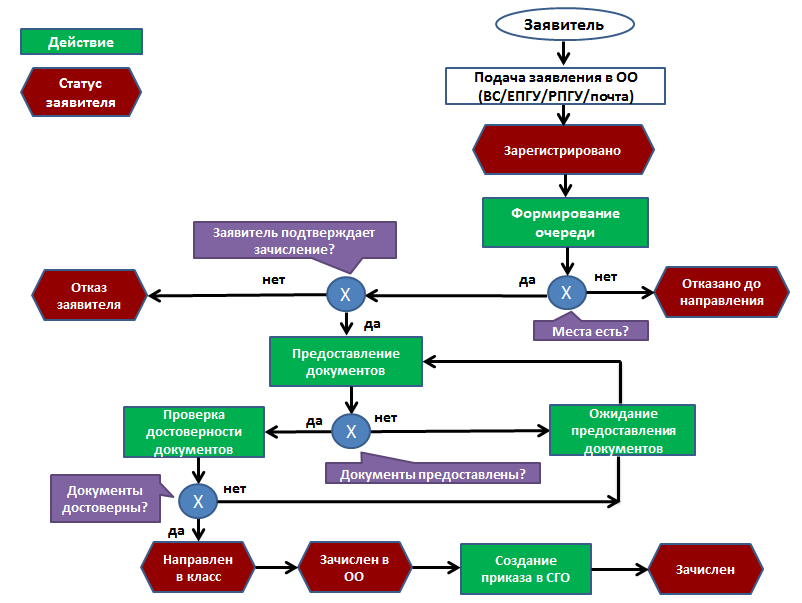 Заявитель
Действие
Статус
заявителя
Подача заявления в ОО
(ВС/ЕПГУ/РПГУ/почта)
Зарегистрировано
Формирование
очереди
Заявитель подтверждает
зачисление?
нет
да
нет
Отказ
заявителя
X
X
Отказано до
направления
да
Места есть?
Предоставление
документов
Проверка
достоверности
документов
да
X
нет
Ожидание
предоставления
документов
Документы предоставлены?
Документы
достоверны?
X
нет
да
Направлен
в класс
Зачислен в
ОО
Создание
приказа в СГО
Зачислен